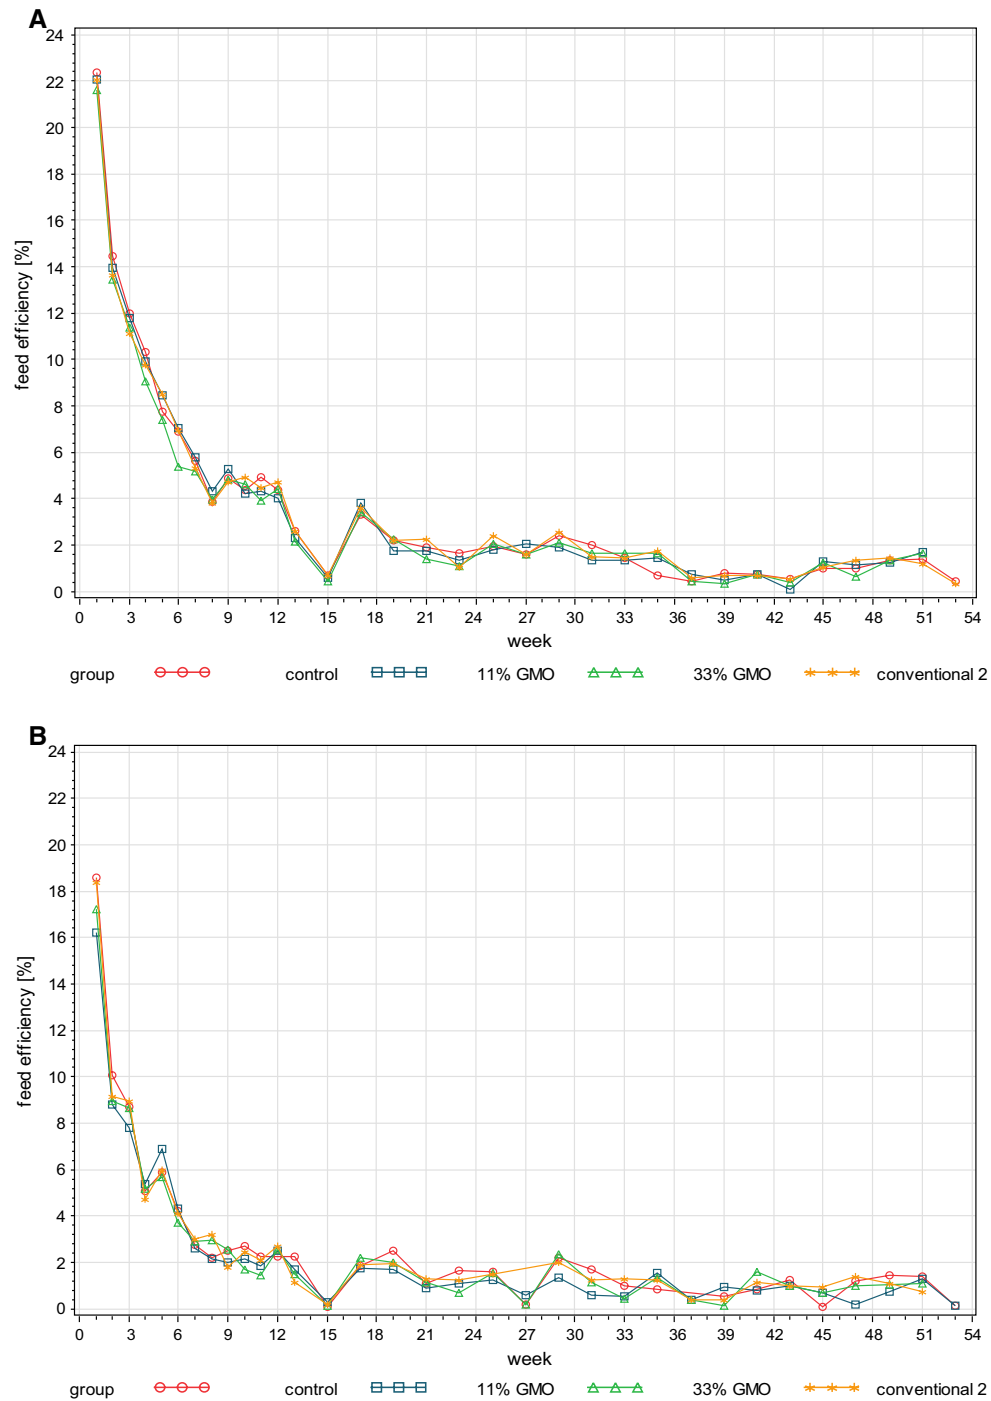 A
24
22
20
18
16
14
12
10
8
6
4
2
0
feed efficiency [%]
0 3 6 9 12 15 18 21 24 27 30 33 36 39 42 45 48 51 54
week
group control 11% GMO 33% GMO conventional 2
B
24
22
20
18
16
14
12
10
8
6
4
2
0
feed efficiency [%]
0 3 6 9 12 15 18 21 24 27 30 33 36 39 42 45 48 51 54
week
group control 11% GMO 33% GMO conventional 2